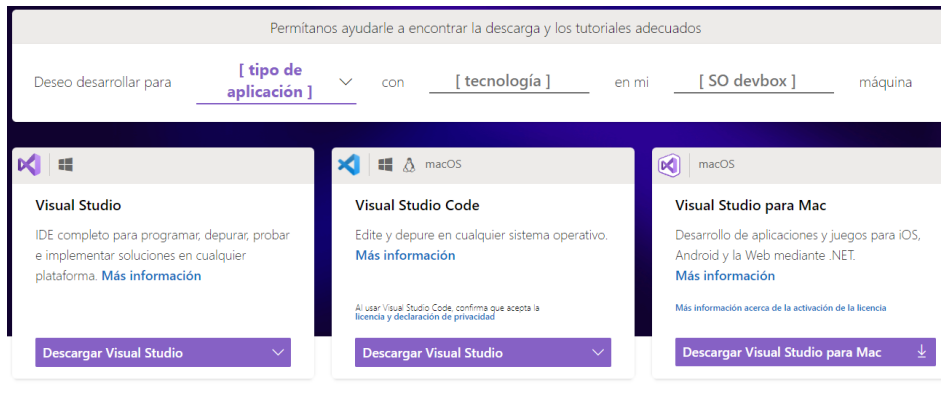 Permítanos ayudarle a encontrar la descarga y los tutoriales adecuados
Deseo desarrollar para [ tipo de aplicación ] con [ tecnología ] en mi [ SO devbox ] máquina
macOS
macOS
Visual Studio
IDE completo para programar, depurar, probar
e implementar soluciones en cualquier
plataforma. Más información
Descargar Visual Studio
Visual Studio Code
Edite y depure en cualquier sistema operativo.
Más información
Al usar Visual Studio Code, confirma que acepta la
licencia y declaración de privacidad
Descargar Visual Studio
Visual Studio para Mac
Desarrollo de aplicaciones y juegos para iOS,
Android y la Web mediante .NET.
Más información
Más información acerca de la activación de la licencia
Descargar Visual Studio para Mac